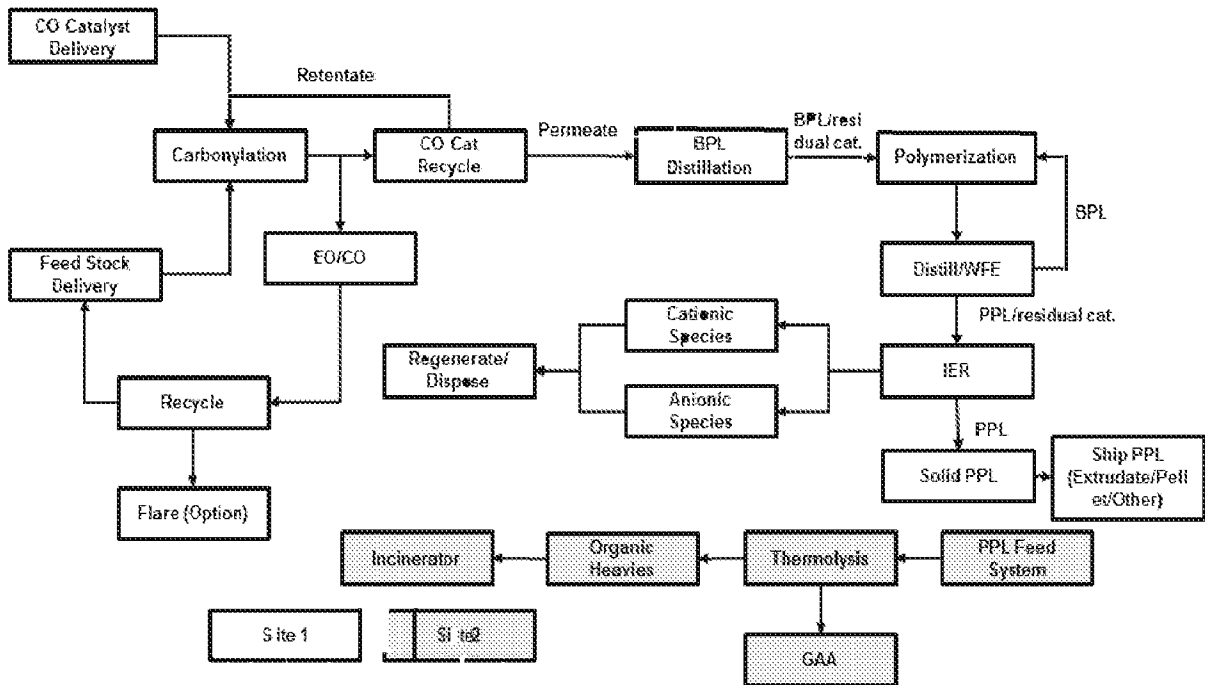 CO Catalyst
Delivery
Retentate
Carbonylation
CO Cat
Recycle
Permeate
BPL
Distillation
BPL/resi
dual cat.
Polymerization
BPL
Feed Stock
Delivery
EO/CO
Distill/WFE
PPL/residual cat.
Cationic
Species
Regenerate/
Dispose
IER
Anionic
Species
Recycle
PPL
Solid PPL
Ship PPL
(Extrudate/Pell
et/Other)
Flare (Option)
Incinerator
Organic
Heavies
Thermolysis
PPL Feed
System
Site 1
Site2
GAA